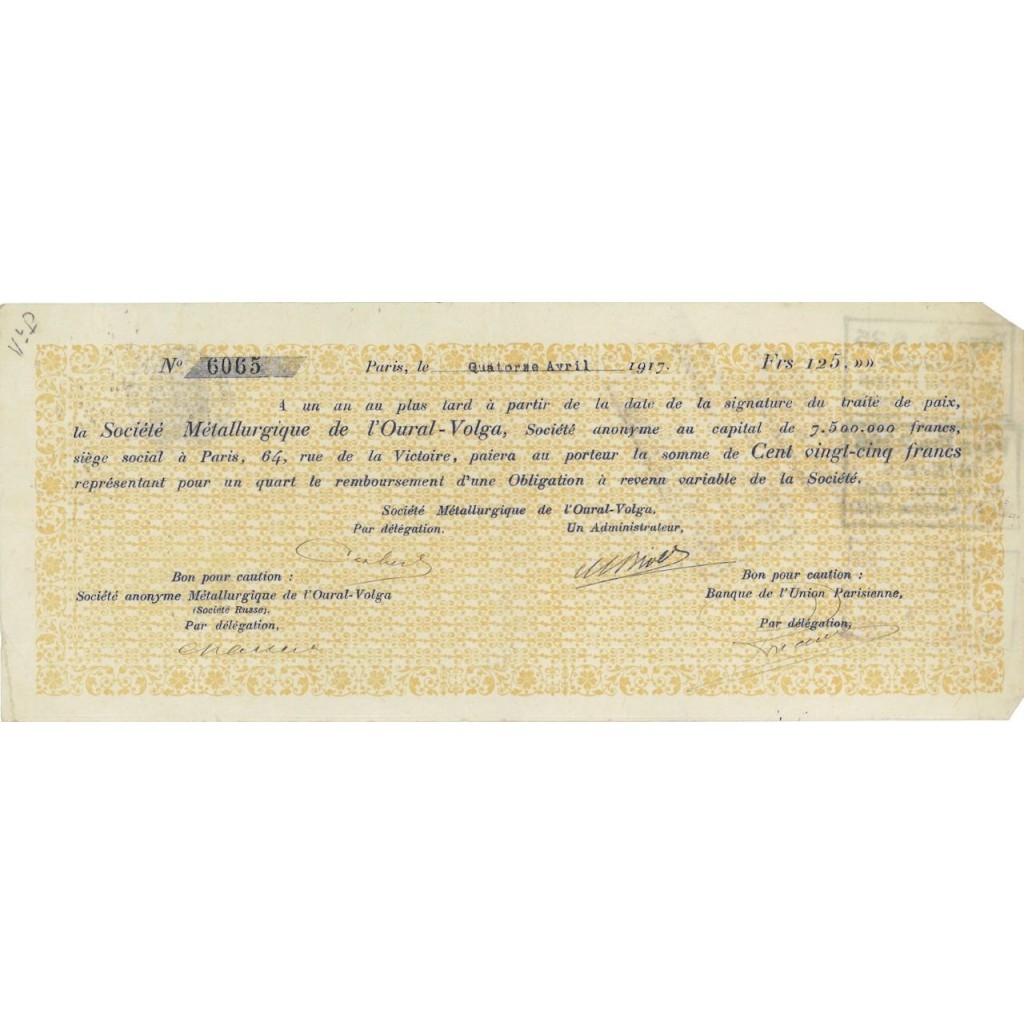 Nº 6065 Paris, le Quatorze Avril 1917. Frs 125.»»
A un an au plus tard à partir de la date de la signature du traité de paix,
la Société Métallurgique de l'Oural-Volga, Société anonyme au capital de 7.500.000 francs,
siège social à Paris, 64, rue de la Victoire, paiera au porteur la somme de Cent vingt-cinq francs
représentant pour un quart le remboursement d'une Obligation à revenu variable de la Société.
Société Métallurgique de l'Oural-Volga.
Par délégation. Un Administrateur,
Bon pour caution :
Société anonyme Métallurgique de l'Oural-Volga
(Société Russe).
Par délégation,
Bon pour caution :
Banque de l'Union Parisienne,
Par délégation,